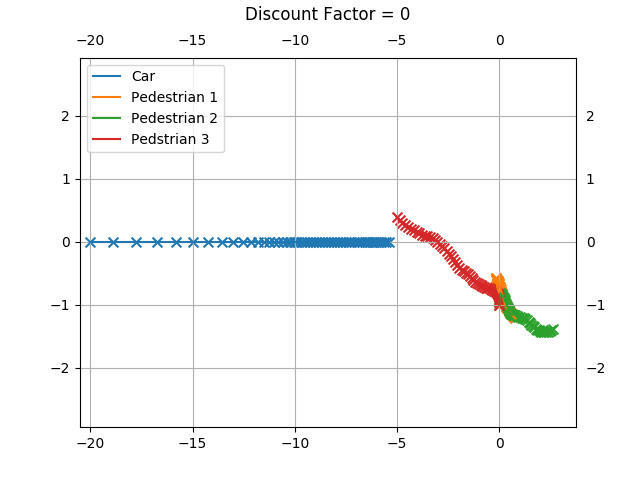 Discount Factor = 0
−20 −15 −10 −5 0
Car
Pedestrian 1
Pedestrian 2
Pedstrian 3
2 2
1 1
0 0
−1 −1
−2 −2
−20 −15 −10 −5 0